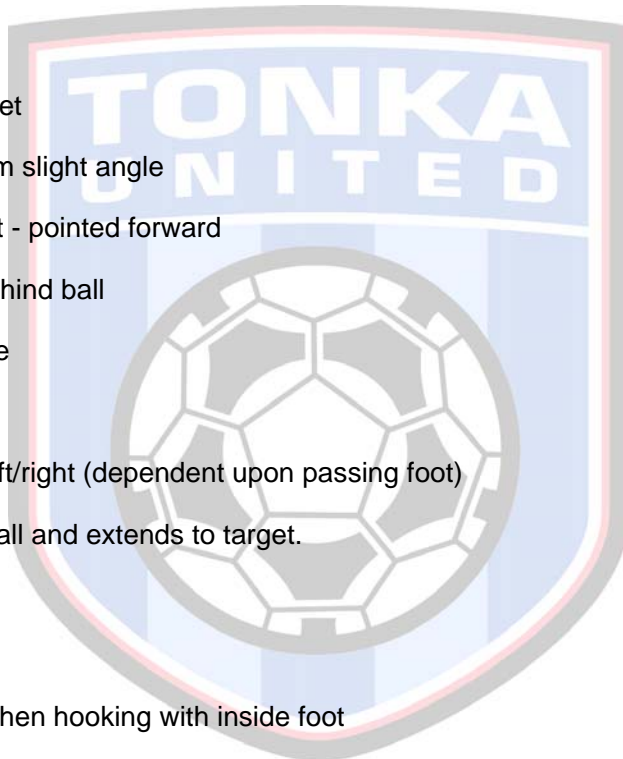 TONKA
UNITED
et
m slight angle
t - pointed forward
hind ball
e
ft/right (dependent upon passing foot)
all and extends to target.
hen hooking with inside foot